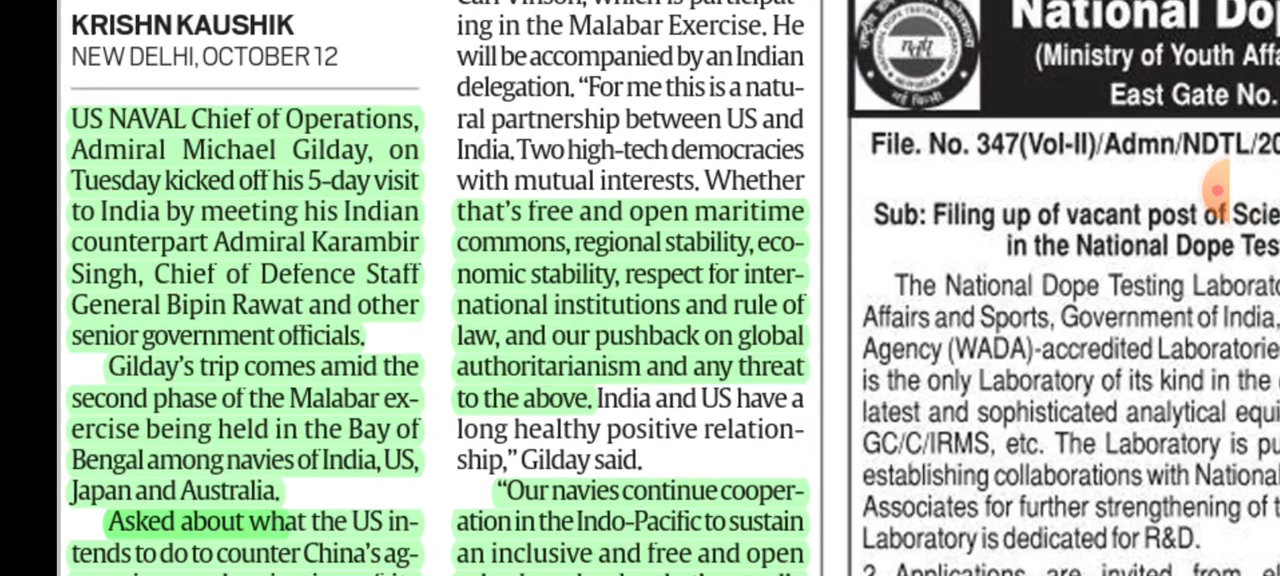 KRISHN KAUSHIK
NEW DELHI, OCTOBER 12
US NAVAL Chief of Operations,
Admiral Michael Gilday, on
Tuesday kicked off his 5-day visit
to India by meeting his Indian
counterpart Admiral Karambir
Singh, Chief of Defence Staff
General Bipin Rawat and other
senior government officials.
Gilday's trip comes amid the
second phase of the Malabar ex-
ercise being held in the Bay of
Bengal among navies of India, US,
Japan and Australia.
Asked about what the US in-
tends to do to counter China's ag-
ing in the Malabar Exercise. He
will be accompanied by an Indian
delegation. "For me this is a natu-
ral partnership between US and
India. Two high-tech democracies
with mutual interests. Whether
that's free and open maritime
commons, regional stability, eco-
nomic stability, respect for inter-
national institutions and rule of
law, and our pushback on global
authoritarianism and any threat
to the above. India and US have a
long healthy positive relation-
ship," Gilday said.
"Our navies continue cooper-
ation in the Indo-Pacific to sustain
an inclusive and free and open
National Do
(Ministry of Youth Affa
East Gate No.
File. No. 347(Vol-II)/Admn/NDTL/20
Sub: Filing up of vacant post of Scie
in the National Dope Tes
The National Dope Testing Laborato
Affairs and Sports, Government of India,
Agency (WADA)-accredited Laboratorie
is the only Laboratory of its kind in the
latest and sophisticated analytical equi
GC/C/IRMS, etc. The Laboratory is pu
establishing collaborations with National
Associates for further strengthening of t
Laboratory is dedicated for R&D.
2. Applications are invited from el